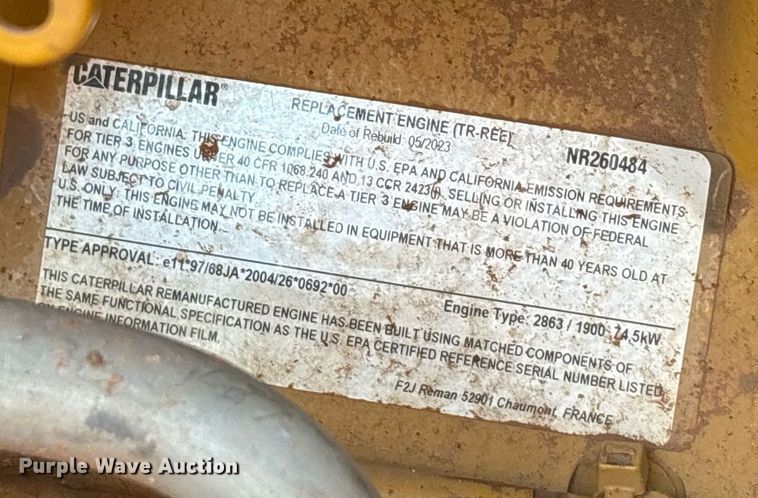 CATERPILLAR®
REPLACEMENT ENGINE (TR-REE)
Date of Rebuild: 05/2023
NR260484
US and CALIFORNIA: THIS ENGINE COMPLIES WITH U.S. EPA AND CALIFORNIA EMISSION REQUIREMENTS
FOR TIER 3 ENGINES UNDER 40 CFR 1068.240 AND 13 CCR 2423(l). SELLING OR INSTALLING THIS ENGINE
FOR ANY PURPOSE OTHER THAN TO REPLACE A TIER 3 ENGINE MAY BE A VIOLATION OF FEDERAL
LAW SUBJECT TO CIVIL PENALTY.
U.S. ONLY: THIS ENGINE MAY NOT BE INSTALLED IN EQUIPMENT THAT IS MORE THAN 40 YEARS OLD AT
THE TIME OF INSTALLATION.
TYPE APPROVAL: e11*97/68JA*2004/26*0692*00
Engine Type: 2863 / 1900 74.5kW
THIS CATERPILLAR REMANUFACTURED ENGINE HAS BEEN BUILT USING MATCHED COMPONENTS OF
THE SAME FUNCTIONAL SPECIFICATION AS THE U.S. EPA CERTIFIED REFERENCE SERIAL NUMBER LISTED
ENGINE INFORMATION FILM.
F2J Reman 52901 Chaumont, FRANCE
Purple Wave Auction